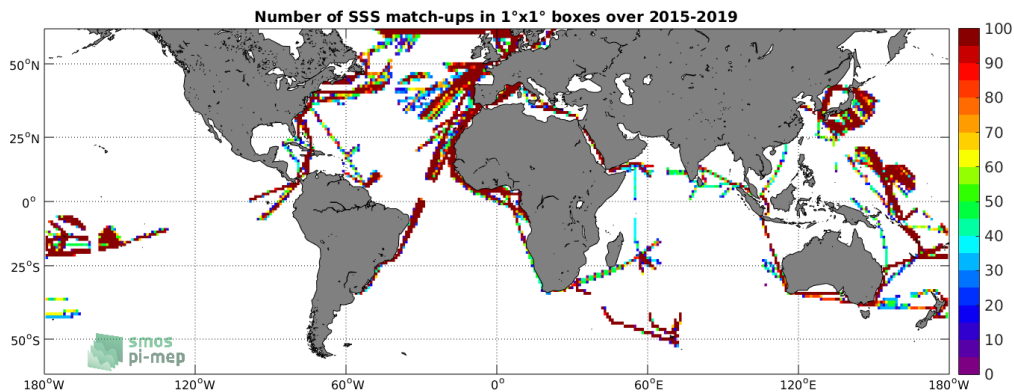 Number of SSS match-ups in 1°x1° boxes over 2015-2019
100
90
80
70
60
50
40
30
20
10
0
50°N
25°N
0°
25°S
50°S
smos
pi-mep
180°W
120°W
60°W
0°
60°E
120°E
180°W